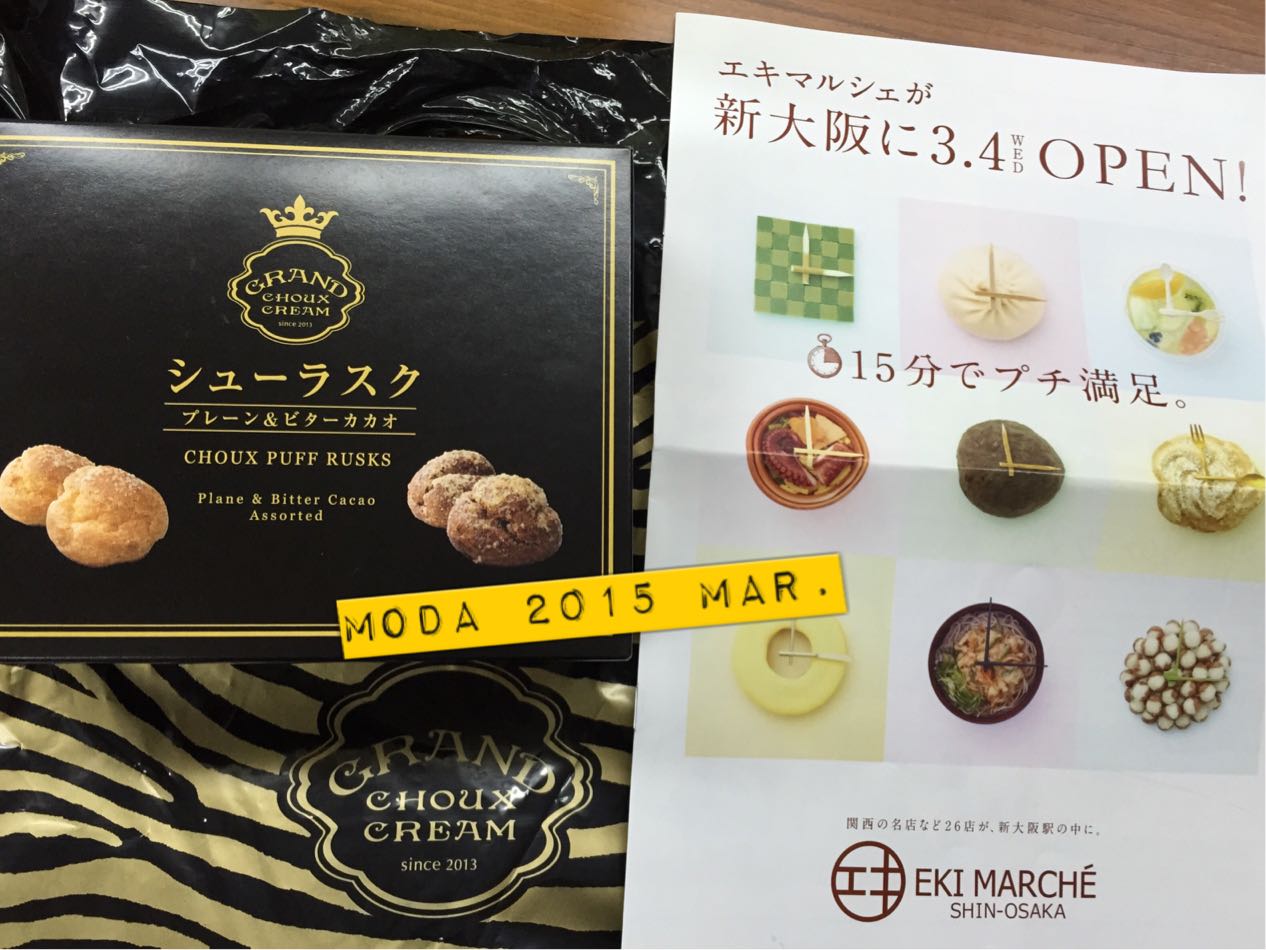 GRAND
CHOUX
CREAM
since 2013
シューラスク
プレーン&ビターカカオ
CHOUX PUFF RUSKS
Plane & Bitter Cacao
Assorted
GRAND
CHOUX
CREAM
since 2013
エキマルシェが
新大阪に3.4 WED OPEN!
15分でプチ満足。
関西の名店など26店が、新大阪駅の中に。
エキ EKI MARCHÉ
SHIN-OSAKA
MODA 2015 MAR.